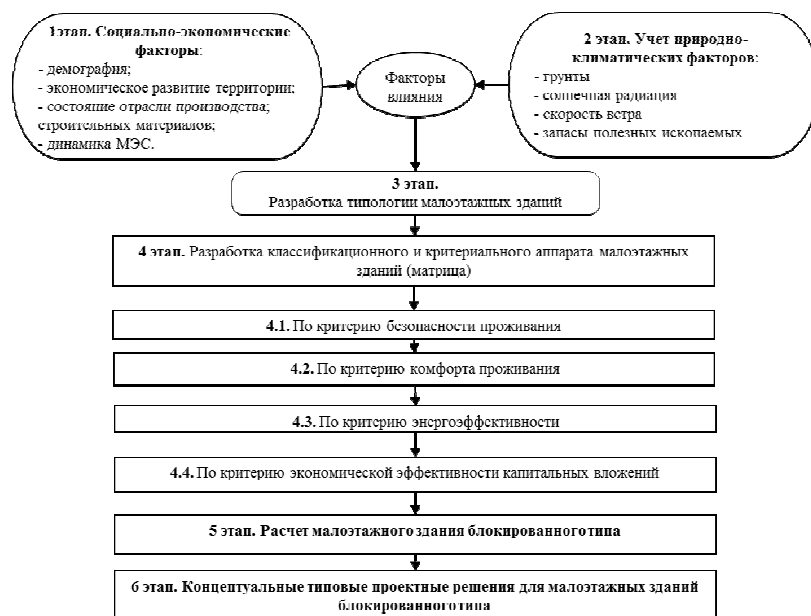 1этап. Социально-экономические
факторы:
- демография;
- экономическое развитие территории;
- состояние отрасли производства;
строительных материалов;
- динамика МЭС.
Факторы
влияния
2 этап. Учет природно-
климатических факторов:
- грунты
- солнечная радиация
- скорость ветра
- запасы полезных ископаемых
3 этап.
Разработка типологии малоэтажных зданий
4 этап. Разработка классификационного и критериального аппарата малоэтажных
зданий (матрица)
4.1. По критерию безопасности проживания
4.2. По критерию комфорта проживания
4.3. По критерию энергоэффективности
4.4. По критерию экономической эффективности капитальных вложений
5 этап. Расчет малоэтажного здания блокированноготипа
6 этап. Концептуальные типовые проектные решения для малоэтажных зданий
блокированноготипа